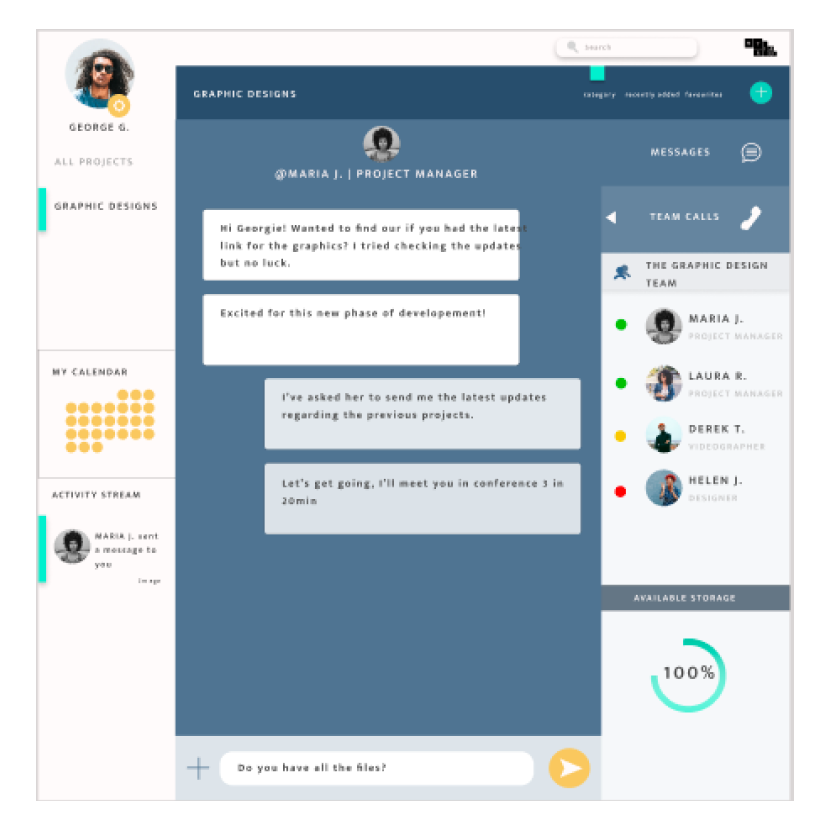 Search
GEORGE G.
ALL PROJECTS
GRAPHIC DESIGNS
MY CALENDAR
ACTIVITY STREAM
MARIA J. sent
a message to
you
GRAPHIC DESIGNS
category recently added favourites
@MARIA J. | PROJECT MANAGER
Hi Georgie! Wanted to find our if you had the latest
link for the graphics? I tried checking the updates
but no luck.
Excited for this new phase of developement!
I've asked her to send me the latest updates
regarding the previous projects.
Let's get going, I'll meet you in conference 3 in
20min
Do you have all the files?
MESSAGES
TEAM CALLS
THE GRAPHIC DESIGN
TEAM
MARIA J.
PROJECT MANAGER
LAURA R.
PROJECT MANAGER
DEREK T.
VIDEOGRAPHER
HELEN J.
DESIGNER
AVAILABLE STORAGE
100%